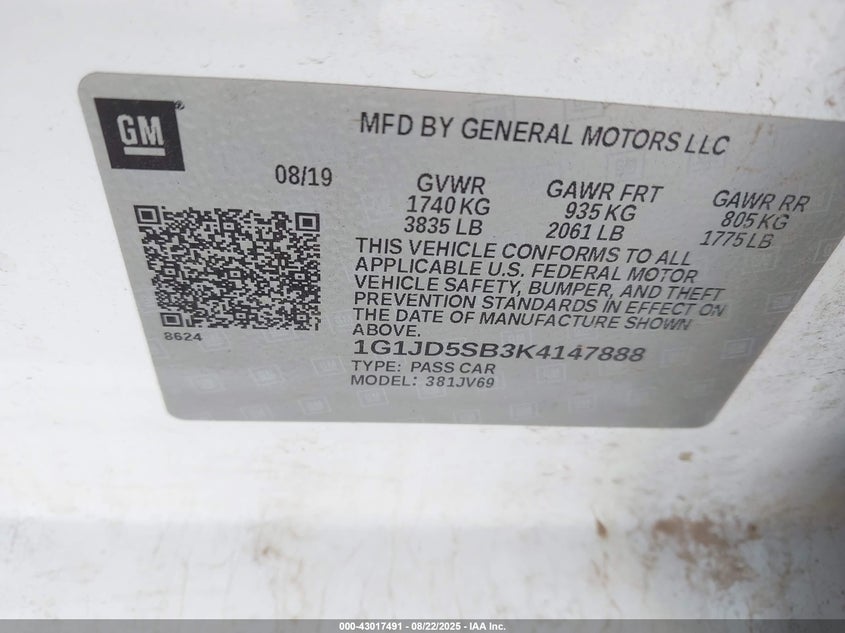 GM®
MFD BY GENERAL MOTORS LLC
08/19
GVWR
1740 KG
3835 LB
GAWR FRT
935 KG
2061 LB
GAWR RR
805 KG
1775 LB
THIS VEHICLE CONFORMS TO ALL
APPLICABLE U.S. FEDERAL MOTOR
VEHICLE SAFETY, BUMPER, AND THEFT
PREVENTION STANDARDS IN EFFECT ON
THE DATE OF MANUFACTURE SHOWN
ABOVE.
8624
1G1JD5SB3K4147888
TYPE: PASS CAR
MODEL: 381JV69
000-43017491 - 08/22/2025 - IAA Inc.